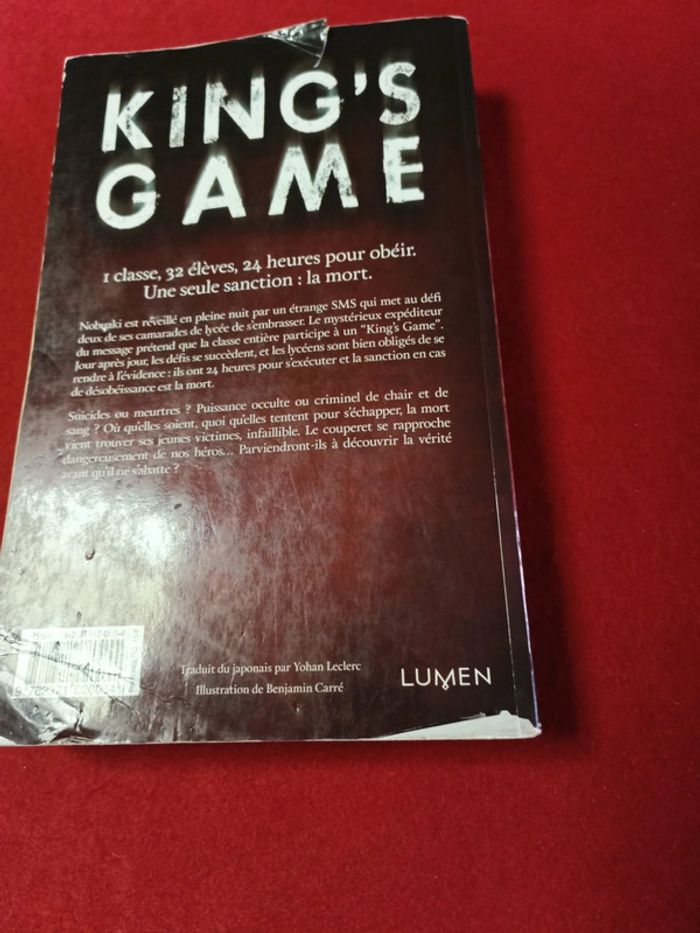 KING'S
GAME
1 classe, 32 élèves, 24 heures pour obéir.
Une seule sanction : la mort.
Nobuaki est réveillé en pleine nuit par un étrange SMS qui met au défi
deux de ses camarades de lycée de s'embrasser. Le mystérieux expéditeur
du message prétend que la classe entière participe à un "King's Game".
Jour après jour, les défis se succèdent, et les lycéens sont bien obligés de se
rendre à l'évidence : ils ont 24 heures pour s'exécuter et la sanction en cas
de désobéissance est la mort.
Suicides ou meurtres ? Puissance occulte ou criminel de chair et de
sang ? Où qu'elles soient, quoi qu'elles tentent pour s'échapper, la mort
vient trouver ses jeunes victimes, infaillible. Le couperet se rapproche
dangereusement de nos héros... Parviendront-ils à découvrir la vérité
avant qu'il ne s'abatte ?
Traduit du japonais par Yohan Leclerc
Illustration de Benjamin Carré
LUMEN